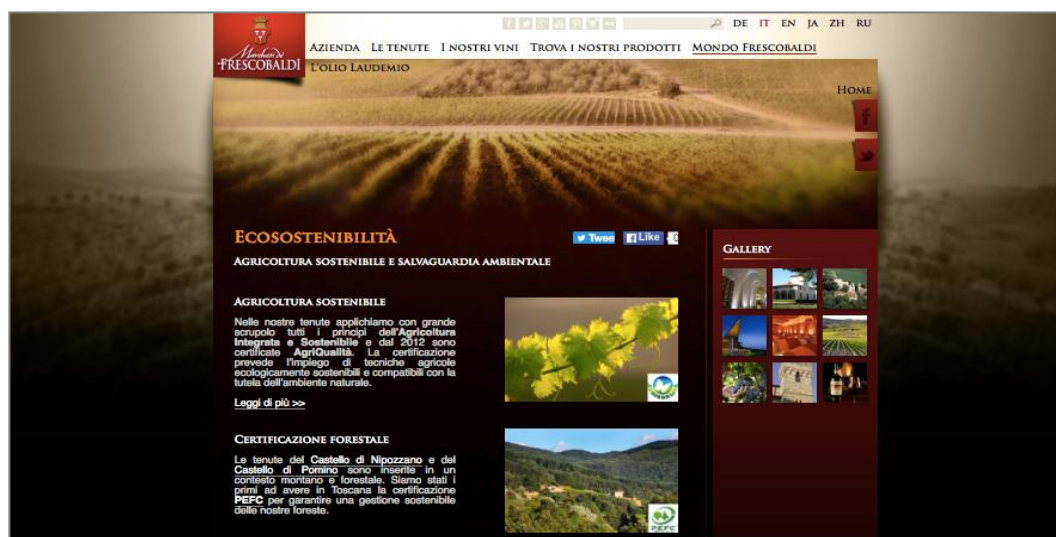 DE IT EN JA ZH RU
Marchesi de'
FRESCOBALDI
AZIENDA LE TENUTE I NOSTRI VINI TROVA I NOSTRI PRODOTTI MONDO FRESCOBALDI
L'OLIO LAUDEMIO
HOME
ECOSOSTENIBILITÀ
Twee
Like
AGRICOLTURA SOSTENIBILE E SALVAGUARDIA AMBIENTALE
AGRICOLTURA SOSTENIBILE
Nelle nostre tenute applichiamo con grande
scrupolo tutti i principi dell'Agricoltura
Integrata e Sostenibile e dal 2012 sono
certificate AgriQualità. La certificazione
prevede l'impiego di tecniche agricole
ecologicamente sostenibili e compatibili con la
tutela dell'ambiente naturale.
Leggi di più >>
CERTIFICAZIONE FORESTALE
Le tenute del Castello di Nipozzano e del
Castello di Pomino sono inserite in un
contesto montano e forestale. Siamo stati i
primi ad avere in Toscana la certificazione
PEFC per garantire una gestione sostenibile
delle nostre foreste.
PEFC
GALLERY